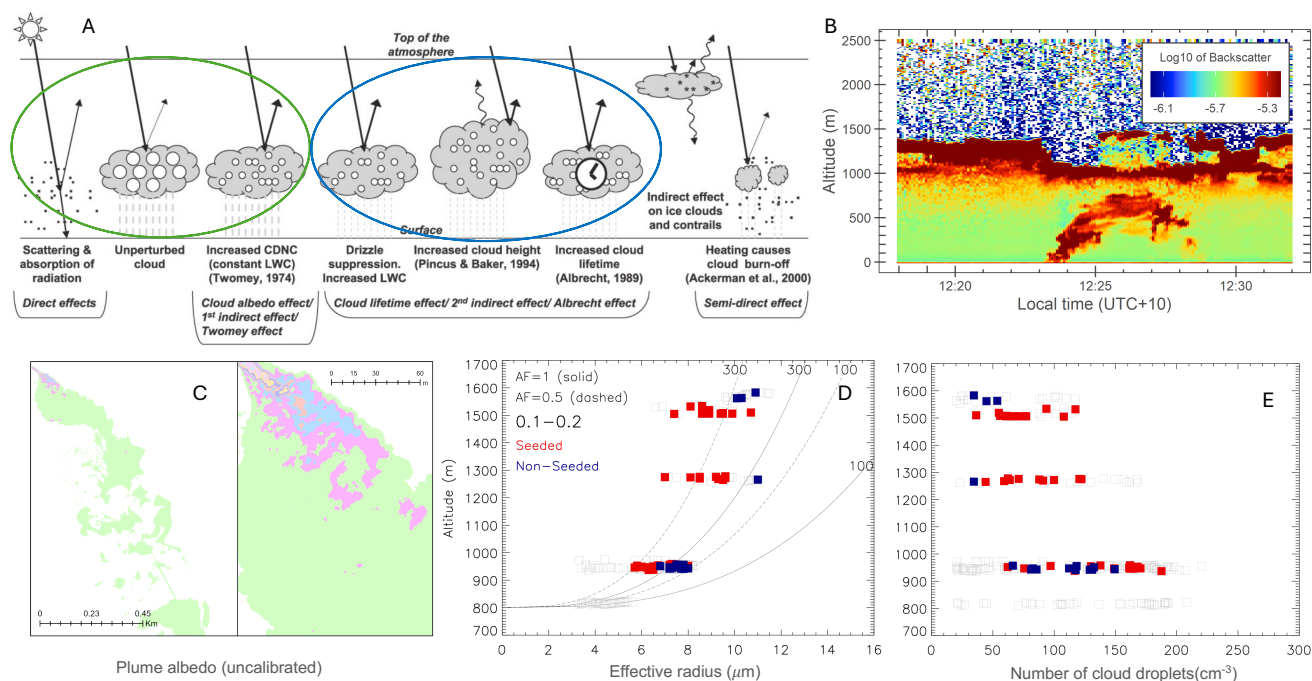 A
Top of the
atmosphere
Surface
Indirect effect
on ice clouds
and contrails
Scattering &
absorption of
radiation
Unperturbed
cloud
Increased CDNC
(constant LWC)
(Twomey, 1974)
Drizzle
suppression.
Increased LWC
Increased cloud height
(Pincus & Baker, 1994)
Increased cloud
lifetime
(Albrecht, 1989)
Heating causes
cloud burn-off
(Ackerman et al., 2000)
Direct effects
Cloud albedo effect/
1st indirect effect/
Twomey effect
Cloud lifetime effect/ 2nd indirect effect/ Albrecht effect
Semi-direct effect
B
Log10 of Backscatter
-6.1 -5.7 -5.3
2500
2000
1500
1000
500
0
Altitude (m)
12:20 12:25 12:30
Local time (UTC+10)
C
0 15 30 60
m
0 0.23 0.45
Km
Plume albedo (uncalibrated)
D
AF=1 (solid)
AF=0.5 (dashed)
0.1-0.2
Seeded
Non-Seeded
300 300 100
100
1700
1600
1500
1400
1300
1200
1100
1000
900
800
700
Altitude (m)
0 2 4 6 8 10 12 14 16
Effective radius (μm)
E
1700
1600
1500
1400
1300
1200
1100
1000
900
800
700
0 50 100 150 200 250 300
Number of cloud droplets(cm-3)